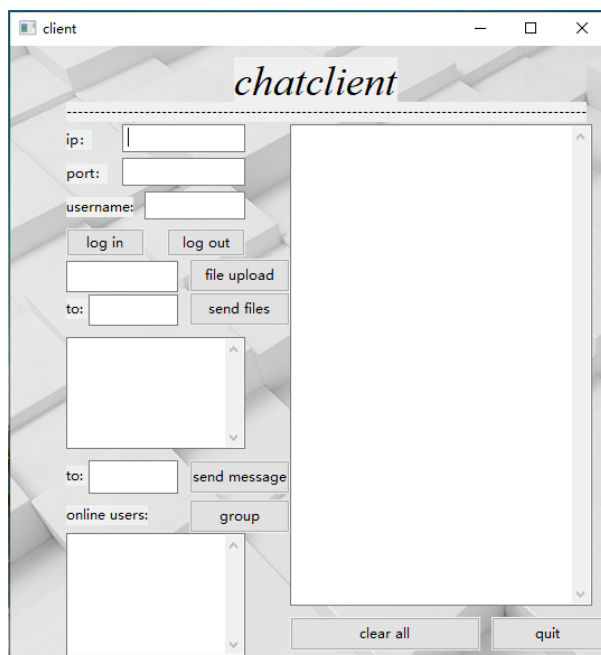 client
chatclient
--------------------------------------------------------------------------------------
ip:
port:
username:
log in log out
file upload
to: send files
to: send message
online users: group
clear all quit